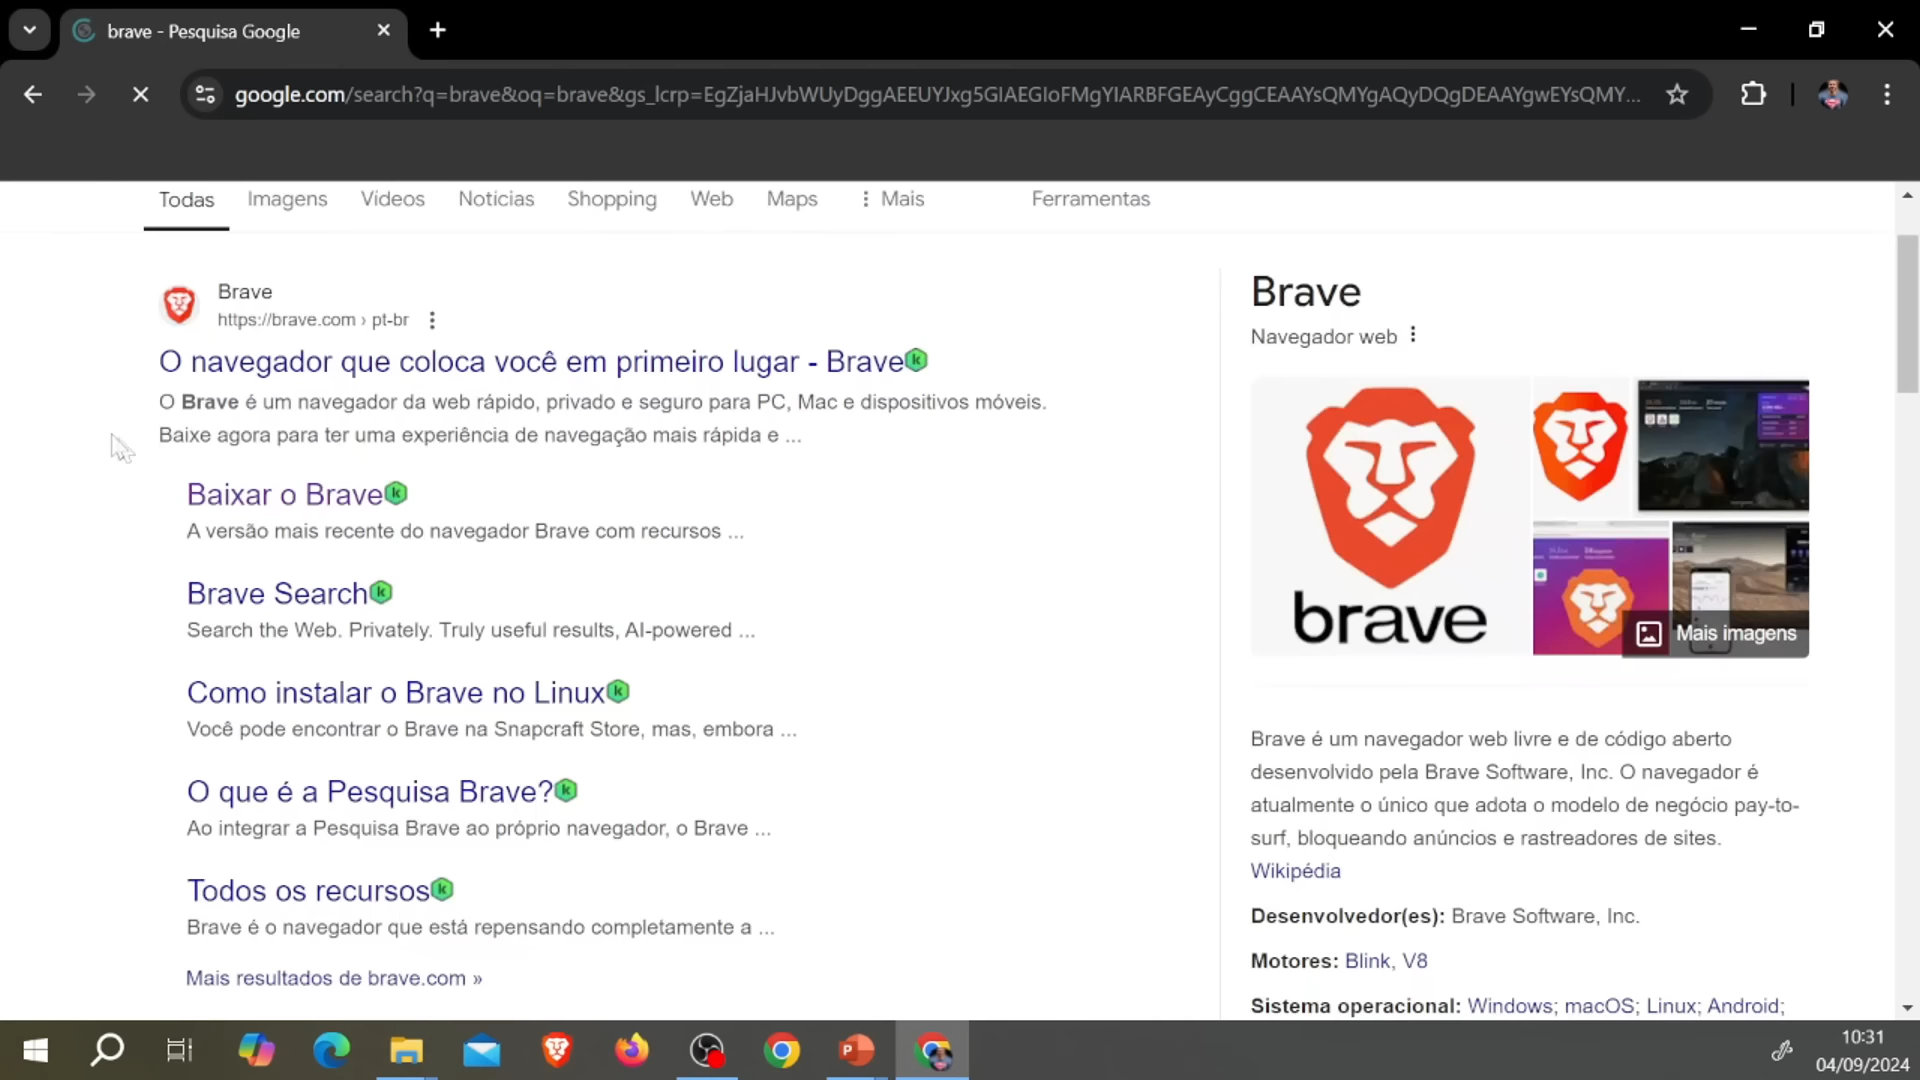 brave - Pesquisa Google
google.com/search?q=brave&oq=brave&gs_lcrp=EgZjaHJvbWUyDggAEEUYJxg5GIAEGIoFMgYIARBFGEAyCggCEAAYsQMYgAQyDQgDEAAYgwEYsQMY...
Todas Imagens Vídeos Notícias Shopping Web Maps Mais Ferramentas
Brave
https://brave.com › pt-br
O navegador que coloca você em primeiro lugar - Brave
O Brave é um navegador da web rápido, privado e seguro para PC, Mac e dispositivos móveis.
Baixe agora para ter uma experiência de navegação mais rápida e ...
Baixar o Brave
A versão mais recente do navegador Brave com recursos ...
Brave Search
Search the Web. Privately. Truly useful results, AI-powered ...
Como instalar o Brave no Linux
Você pode encontrar o Brave na Snapcraft Store, mas, embora ...
O que é a Pesquisa Brave?
Ao integrar a Pesquisa Brave ao próprio navegador, o Brave ...
Todos os recursos
Brave é o navegador que está repensando completamente a ...
Mais resultados de brave.com »
Brave
Navegador web
brave
Mais imagens
Brave é um navegador web livre e de código aberto
desenvolvido pela Brave Software, Inc. O navegador é
atualmente o único que adota o modelo de negócio pay-to-
surf, bloqueando anúncios e rastreadores de sites.
Wikipédia
Desenvolvedor(es): Brave Software, Inc.
Motores: Blink, V8
Sistema operacional: Windows; macOS; Linux; Android;
10:31
04/09/2024